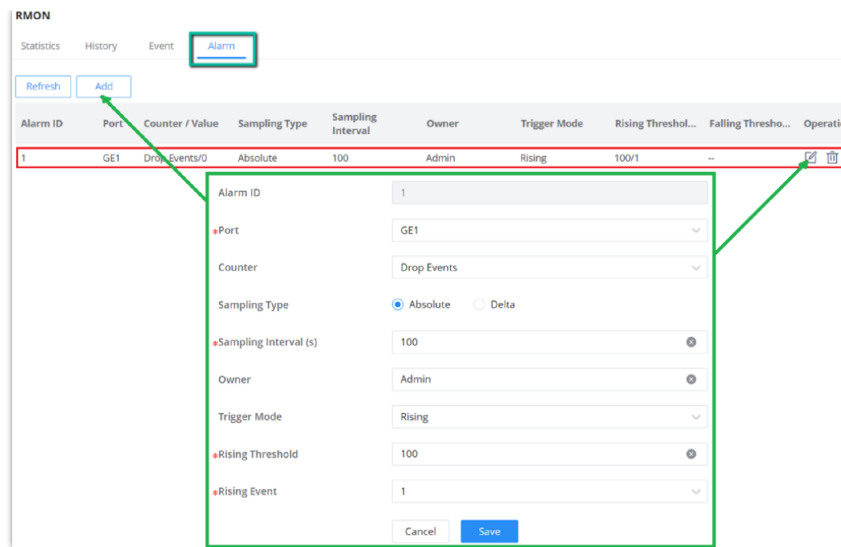 RMON
Statistics History Event Alarm
Refresh Add
Alarm ID Port Counter / Value Sampling Type Sampling Interval Owner Trigger Mode Rising Threshol... Falling Thresho... Operatio
1 GE1 Drop Events/0 Absolute 100 Admin Rising 100/1 --
Alarm ID 1
*Port GE1
Counter Drop Events
Sampling Type Absolute Delta
*Sampling Interval (s) 100
Owner Admin
Trigger Mode Rising
*Rising Threshold 100
*Rising Event 1
Cancel Save